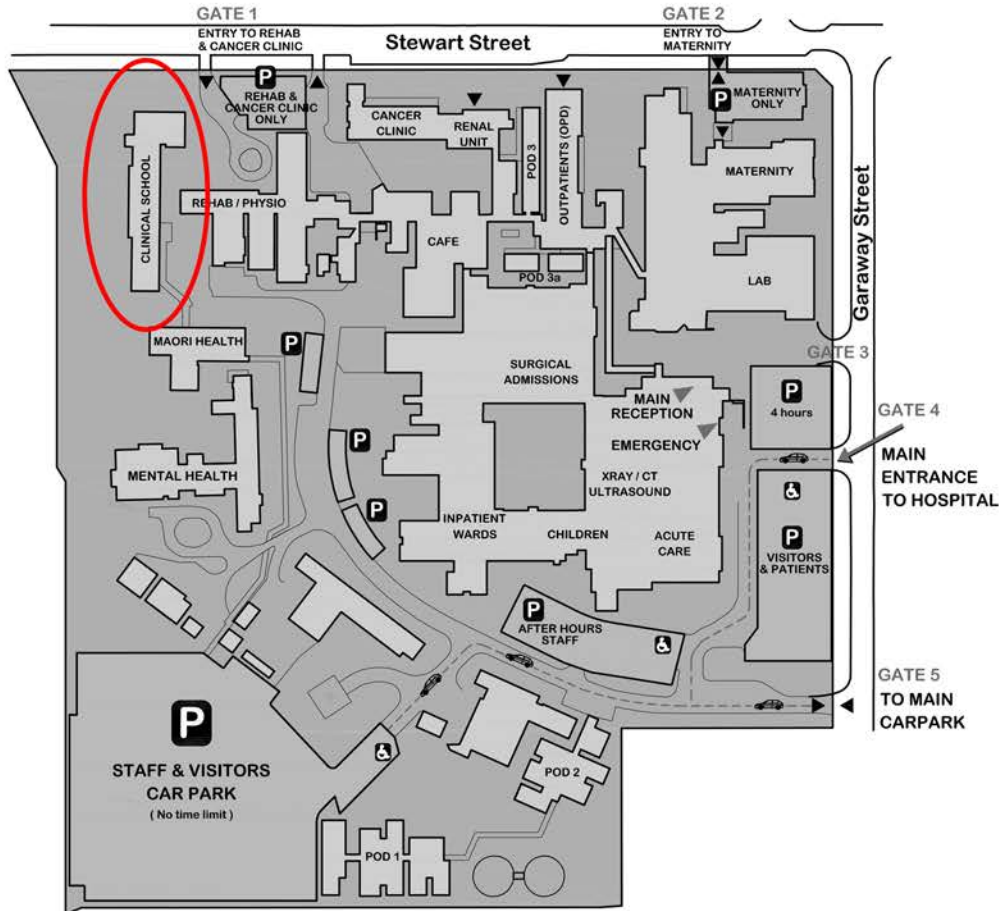 GATE 1
ENTRY TO REHAB
& CANCER CLINIC
Stewart Street
GATE 2
ENTRY TO
MATERNITY
P
REHAB &
CANCER CLINIC
ONLY
P
MATERNITY
ONLY
CANCER
CLINIC
RENAL
UNIT
POD 3
OUTPATIENTS (OPD)
MATERNITY
CLINICAL SCHOOL
REHAB / PHYSIO
CAFE
POD 3a
LAB
Garaway Street
MAORI HEALTH
P
SURGICAL
ADMISSIONS
GATE 3
P
4 hours
MAIN
RECEPTION
EMERGENCY
GATE 4
MAIN
ENTRANCE
TO HOSPITAL
P
MENTAL HEALTH
XRAY / CT
ULTRASOUND
P
INPATIENT
WARDS
CHILDREN
ACUTE
CARE
P
VISITORS
& PATIENTS
P
AFTER HOURS
STAFF
GATE 5
TO MAIN
CARPARK
P
STAFF & VISITORS
CAR PARK
( No time limit )
POD 2
POD 1